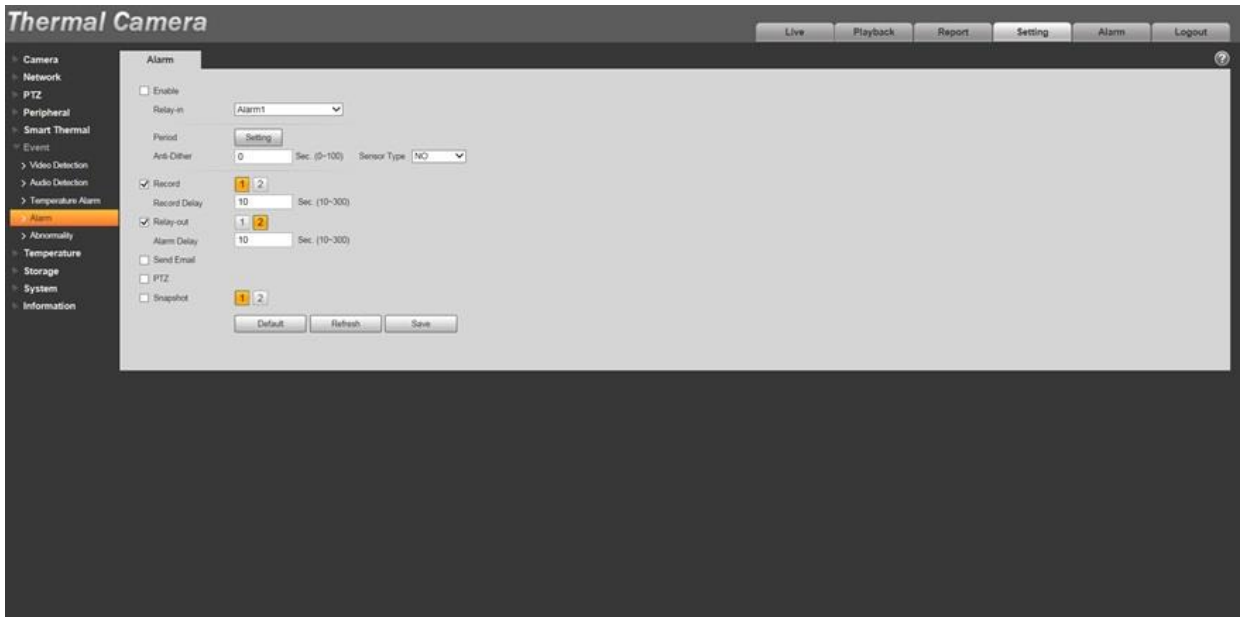 Thermal Camera
Live Playback Report Setting Alarm Logout
Camera
Network
PTZ
Peripheral
Smart Thermal
Event
Video Detection
Audio Detection
Temperature Alarm
Alarm
Abnormality
Temperature
Storage
System
Information
Alarm
?
Enable
Relay-in Alarm1
Period Setting
Anti-Dither 0 Sec. (0~100) Sensor Type NO
Record 1 2
Record Delay 10 Sec. (10~300)
Relay-out 1 2
Alarm Delay 10 Sec. (10~300)
Send Email
PTZ
Snapshot 1 2
Default Refresh Save